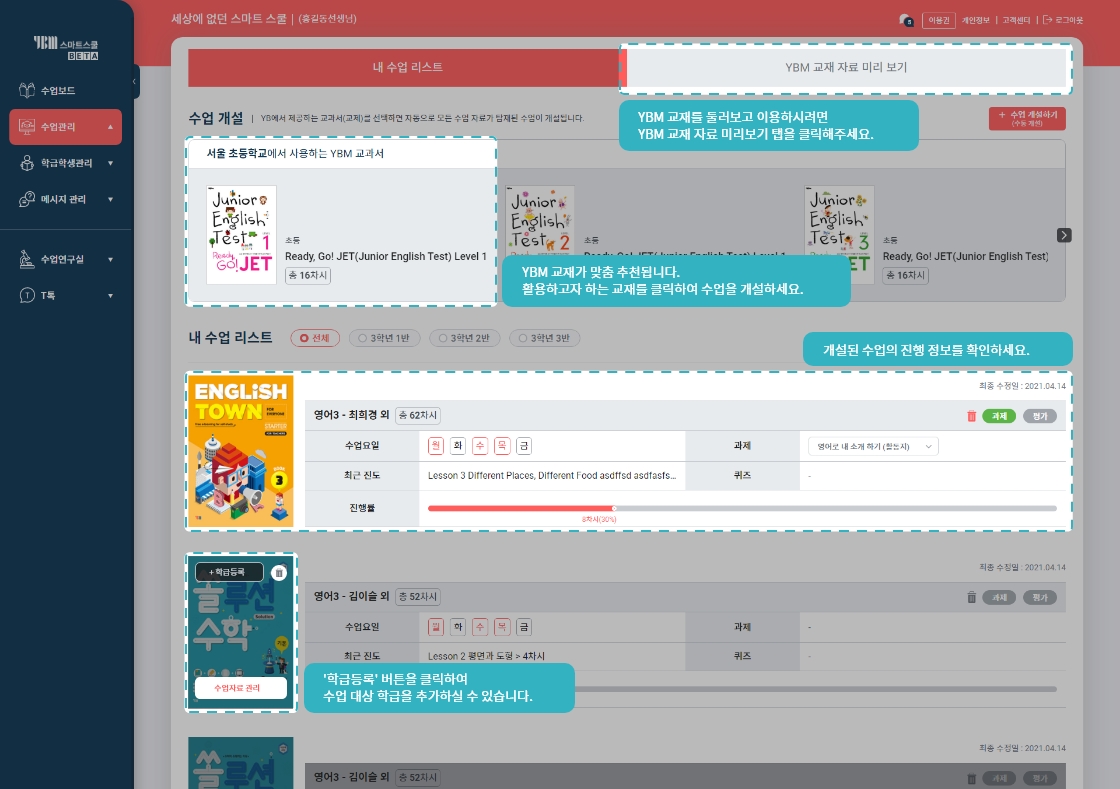 세상에 없던 스마트 스쿨 | (홍길동선생님)
이용권 개인정보 | 고객센터 | 로그아웃
YBM 스마트스쿨
BETA
수업보드
수업관리
학급학생관리
메시지 관리
수업연구실
T톡
내 수업 리스트
YBM 교재 자료 미리 보기
YBM 교재를 둘러보고 이용하시려면
YBM 교재 자료 미리보기 탭을 클릭해주세요.
수업 개설 | YB에서 제공하는 교과서(교재)를 선택하면 자동으로 모든 수업 자료가 탑재된 수업이 개설됩니다.
+ 수업 개설하기
(수동 개설)
서울 초등학교에서 사용하는 YBM 교과서
Junior
English
Test 1
Ready,
Go! JET
초등
Ready, Go! JET(Junior English Test) Level 1
총 16차시
Junior
English
Test 2
초등
Junior
English
Test 3
초등
Ready, Go! JET(Junior English Test)
총 16차시
YBM 교재가 맞춤 추천됩니다.
활용하고자 하는 교재를 클릭하여 수업을 개설하세요.
내 수업 리스트
전체
3학년 1반
3학년 2반
3학년 3반
개설된 수업의 진행 정보를 확인하세요.
최종 수정일 : 2021.04.14
ENGLISH
TOWN
FOR EVERYONE
STARTER
3
영어3 - 최희경 외 총 62차시
과제 평가
수업요일 월 화 수 목 금
과제 영어로 내 소개 하기 (활동지)
최근 진도 Lesson 3 Different Places, Different Food asdffsd asdfasfs...
퀴즈 -
진행률
8차시(30%)
최종 수정일 : 2021.04.14
+ 학급등록
솔루션
Solution
수학
수업자료 관리
영어3 - 김이슬 외 총 52차시
과제 평가
수업요일 월 화 수 목 금
과제 -
최근 진도 Lesson 2 평면과 도형 > 4차시
퀴즈 -
'학급등록' 버튼을 클릭하여
수업 대상 학급을 추가하실 수 있습니다.
최종 수정일 : 2021.04.14
영어3 - 김이슬 외 총 52차시
과제 평가